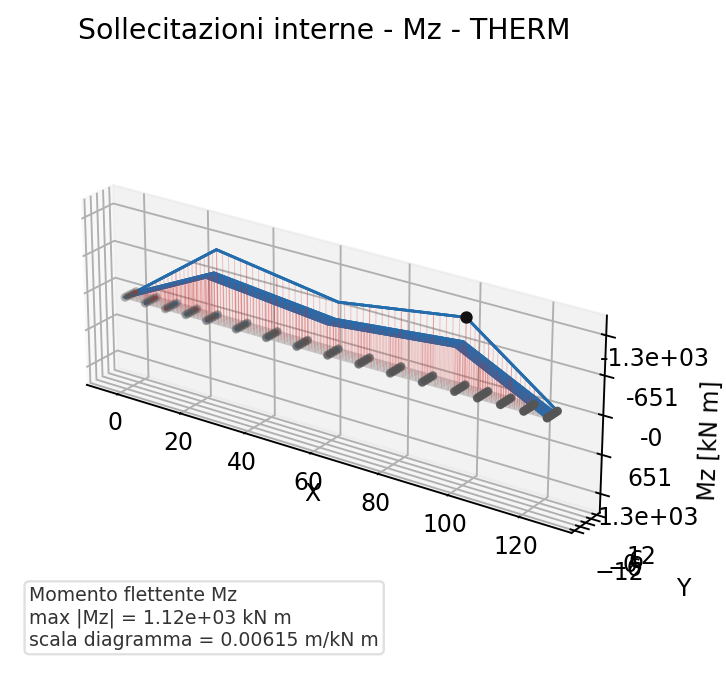 Sollecitazioni interne - Mz - THERM
-1.3e+03
-651
-0
651
1.3e+03
Mz [kN m]
0
20
40
60
80
100
120
X
12
−12
Y
Momento flettente Mz
max |Mz| = 1.12e+03 kN m
scala diagramma = 0.00615 m/kN m